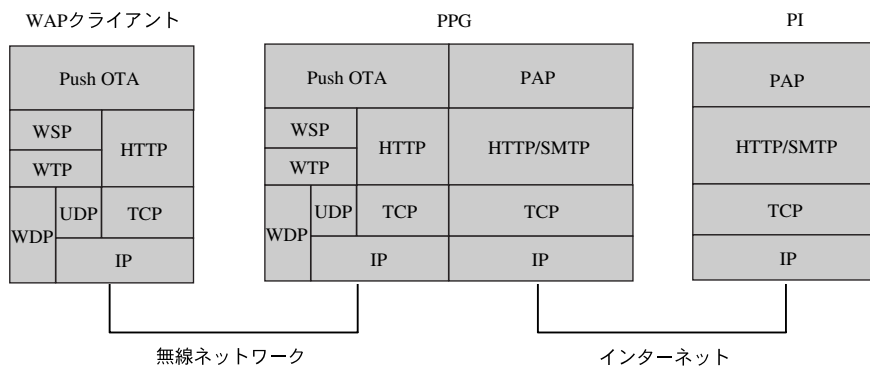 WAPクライアント
PPG
PI
Push OTA
Push OTA
PAP
PAP
WSP
HTTP
WTP
WSP
HTTP
WTP
HTTP/SMTP
HTTP/SMTP
WDP
UDP
TCP
IP
WDP
UDP
TCP
IP
TCP
IP
TCP
IP
無線ネットワーク
インターネット